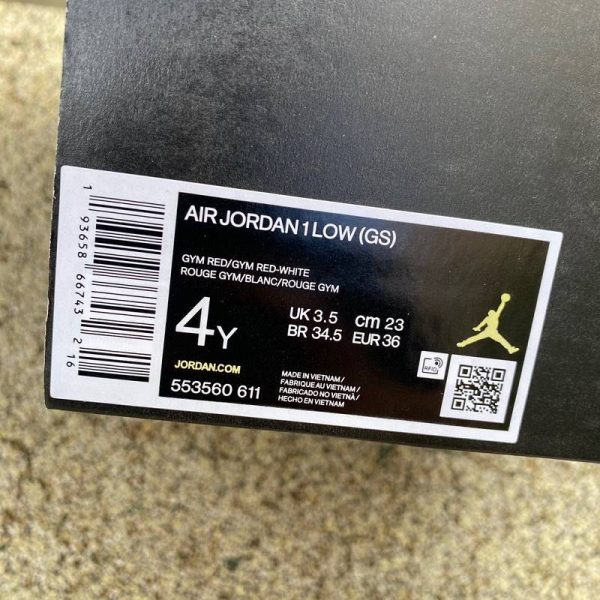 AIR JORDAN 1 LOW (GS)
GYM RED/GYM RED-WHITE
ROUGE GYM/BLANC/ROUGE GYM
4Y
UK 3.5 cm 23
BR 34.5 EUR 36
JORDAN.COM
553560 611
MADE IN VIETNAM /
FABRIQUE AU VIETNAM /
FABRICADO NO VIETNÃ /
HECHO EN VIETNAM
RFID
1 93658 66743 216